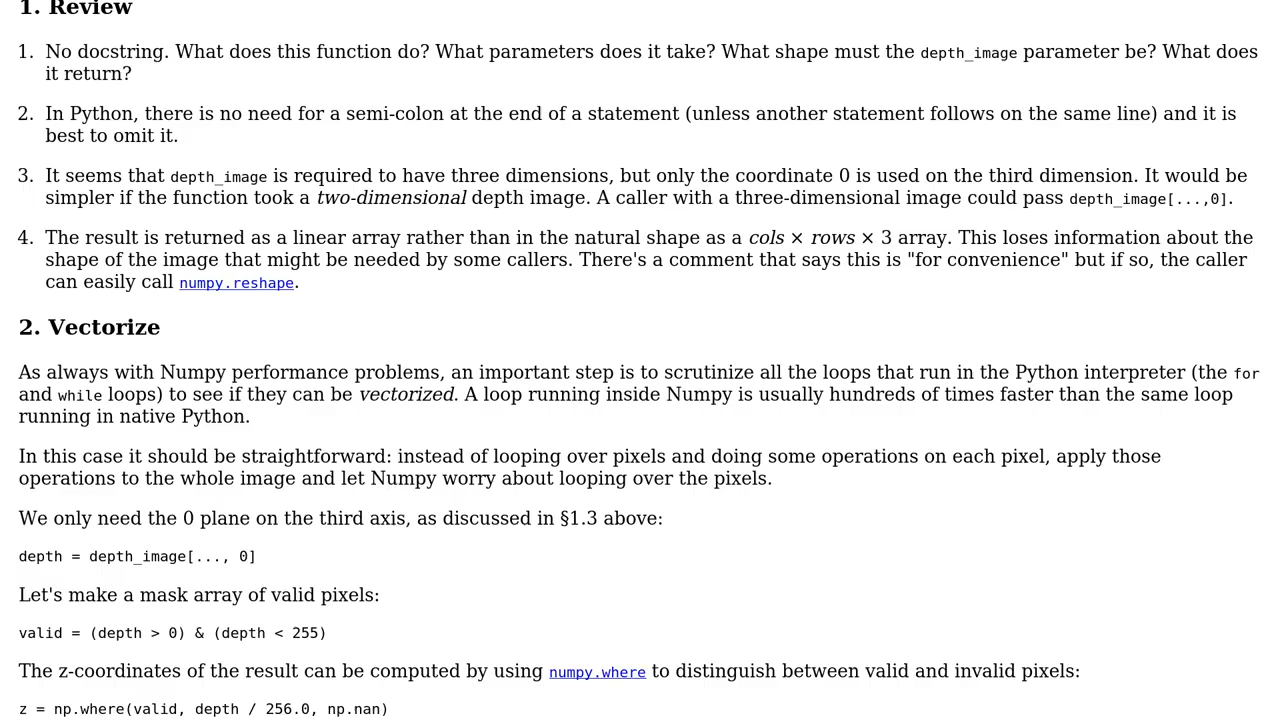 1. Review
1. No docstring. What does this function do? What parameters does it take? What shape must the depth_image parameter be? What does
it return?
2. In Python, there is no need for a semi-colon at the end of a statement (unless another statement follows on the same line) and it is
best to omit it.
3. It seems that depth_image is required to have three dimensions, but only the coordinate 0 is used on the third dimension. It would be
simpler if the function took a two-dimensional depth image. A caller with a three-dimensional image could pass depth_image[...,0].
4. The result is returned as a linear array rather than in the natural shape as a cols × rows × 3 array. This loses information about the
shape of the image that might be needed by some callers. There's a comment that says this is "for convenience" but if so, the caller
can easily call numpy.reshape.
2. Vectorize
As always with Numpy performance problems, an important step is to scrutinize all the loops that run in the Python interpreter (the for
and while loops) to see if they can be vectorized. A loop running inside Numpy is usually hundreds of times faster than the same loop
running in native Python.
In this case it should be straightforward: instead of looping over pixels and doing some operations on each pixel, apply those
operations to the whole image and let Numpy worry about looping over the pixels.
We only need the 0 plane on the third axis, as discussed in §1.3 above:
depth = depth_image[..., 0]
Let's make a mask array of valid pixels:
valid = (depth > 0) & (depth < 255)
The z-coordinates of the result can be computed by using numpy.where to distinguish between valid and invalid pixels:
z = np.where(valid, depth / 256.0, np.nan)